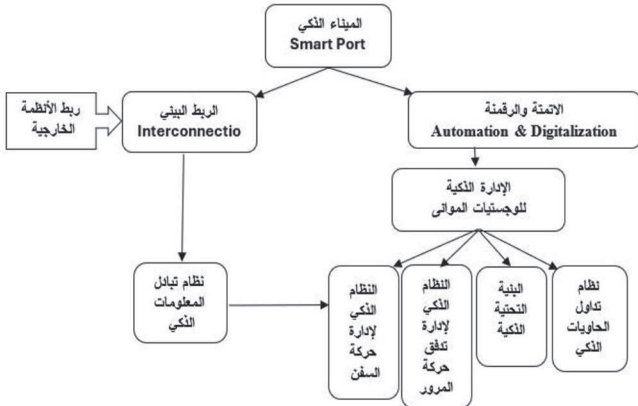 الميناء الذكي
Smart Port
ربط الأنظمة
الخارجية
الربط البيني
Interconnectio
الاتمتة والرقمنة
Automation & Digitalization
الإدارة الذكية
للوجستيات الموانى
نظام تبادل
المعلومات
الذكي
النظام
الذكي
لإدارة
حركة
السفن
النظام
الذكي
لإدارة
تدفق
حركة
المرور
البنية
التحتية
الذكية
نظام
تداول
الحاويات
الذكي